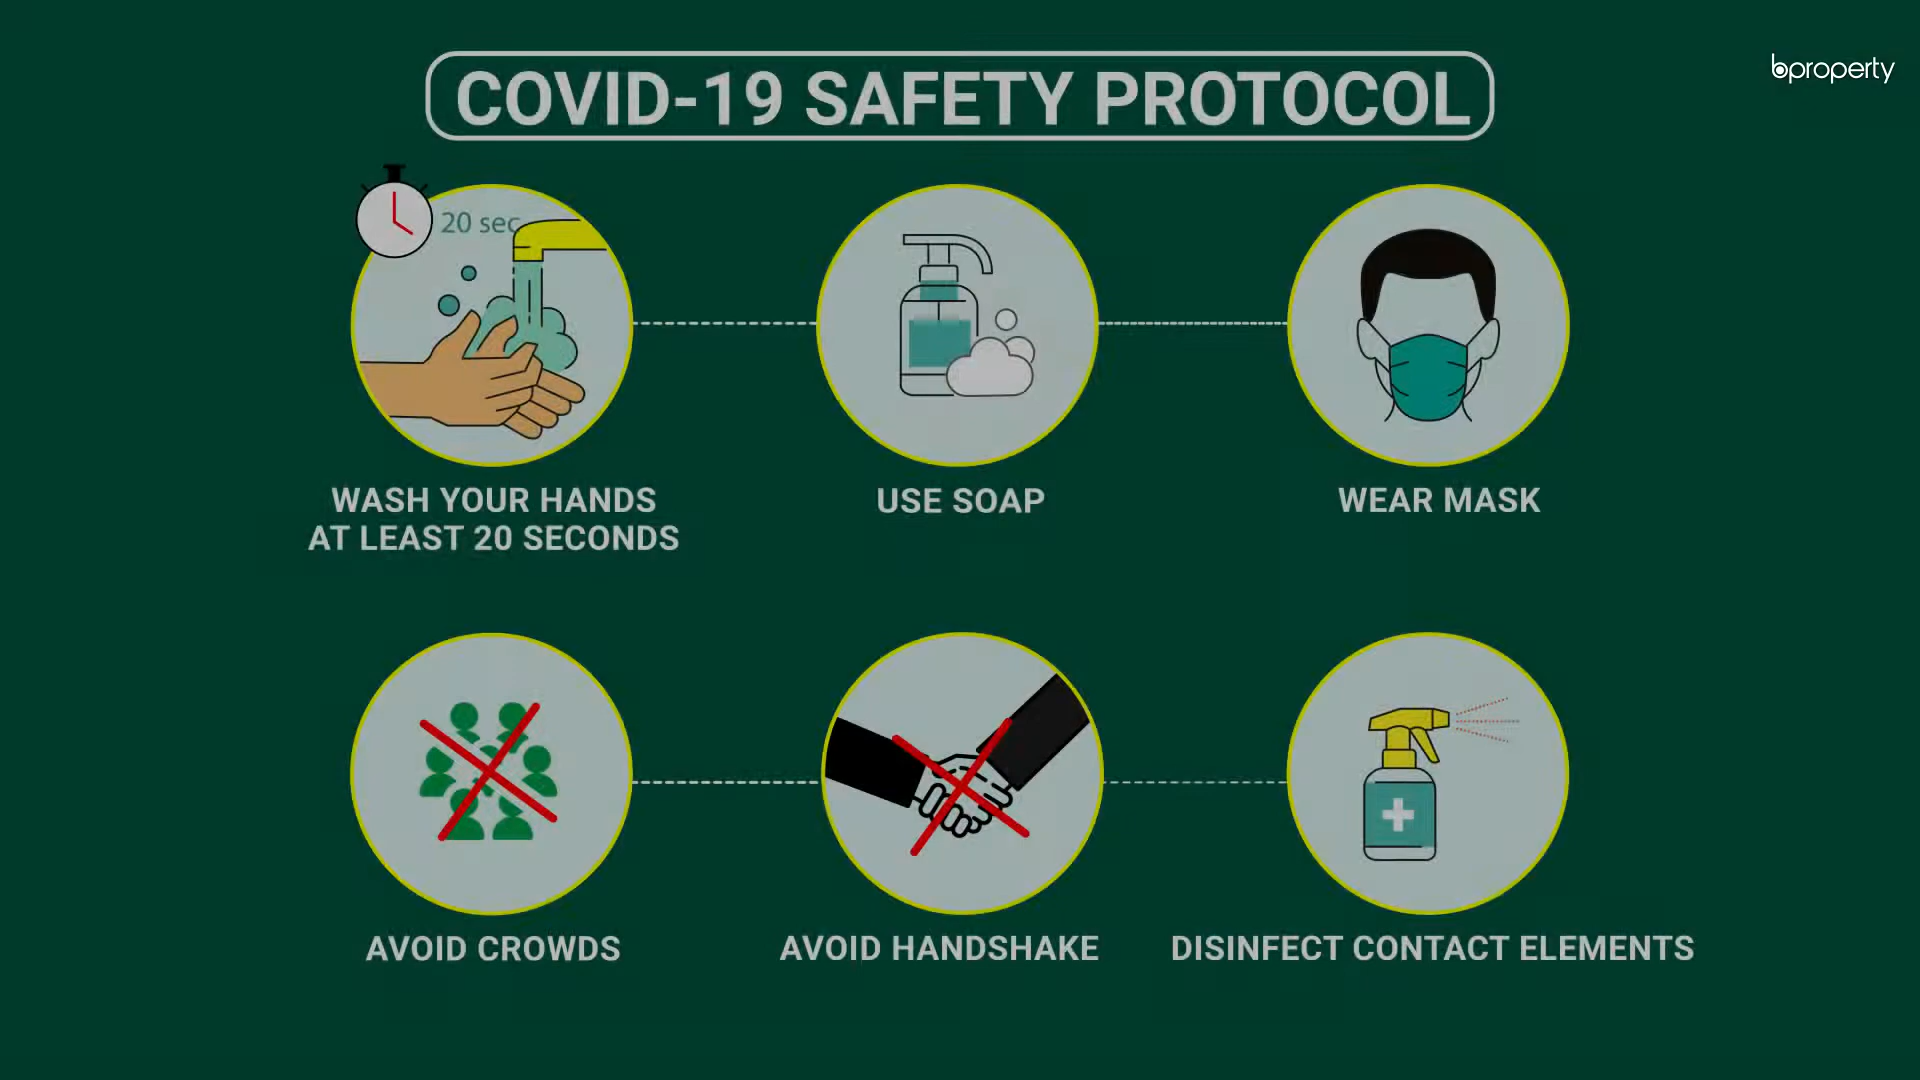 COVID-19 SAFETY PROTOCOL
bproperty
20 sec
WASH YOUR HANDS
AT LEAST 20 SECONDS
USE SOAP
WEAR MASK
AVOID CROWDS
AVOID HANDSHAKE
DISINFECT CONTACT ELEMENTS